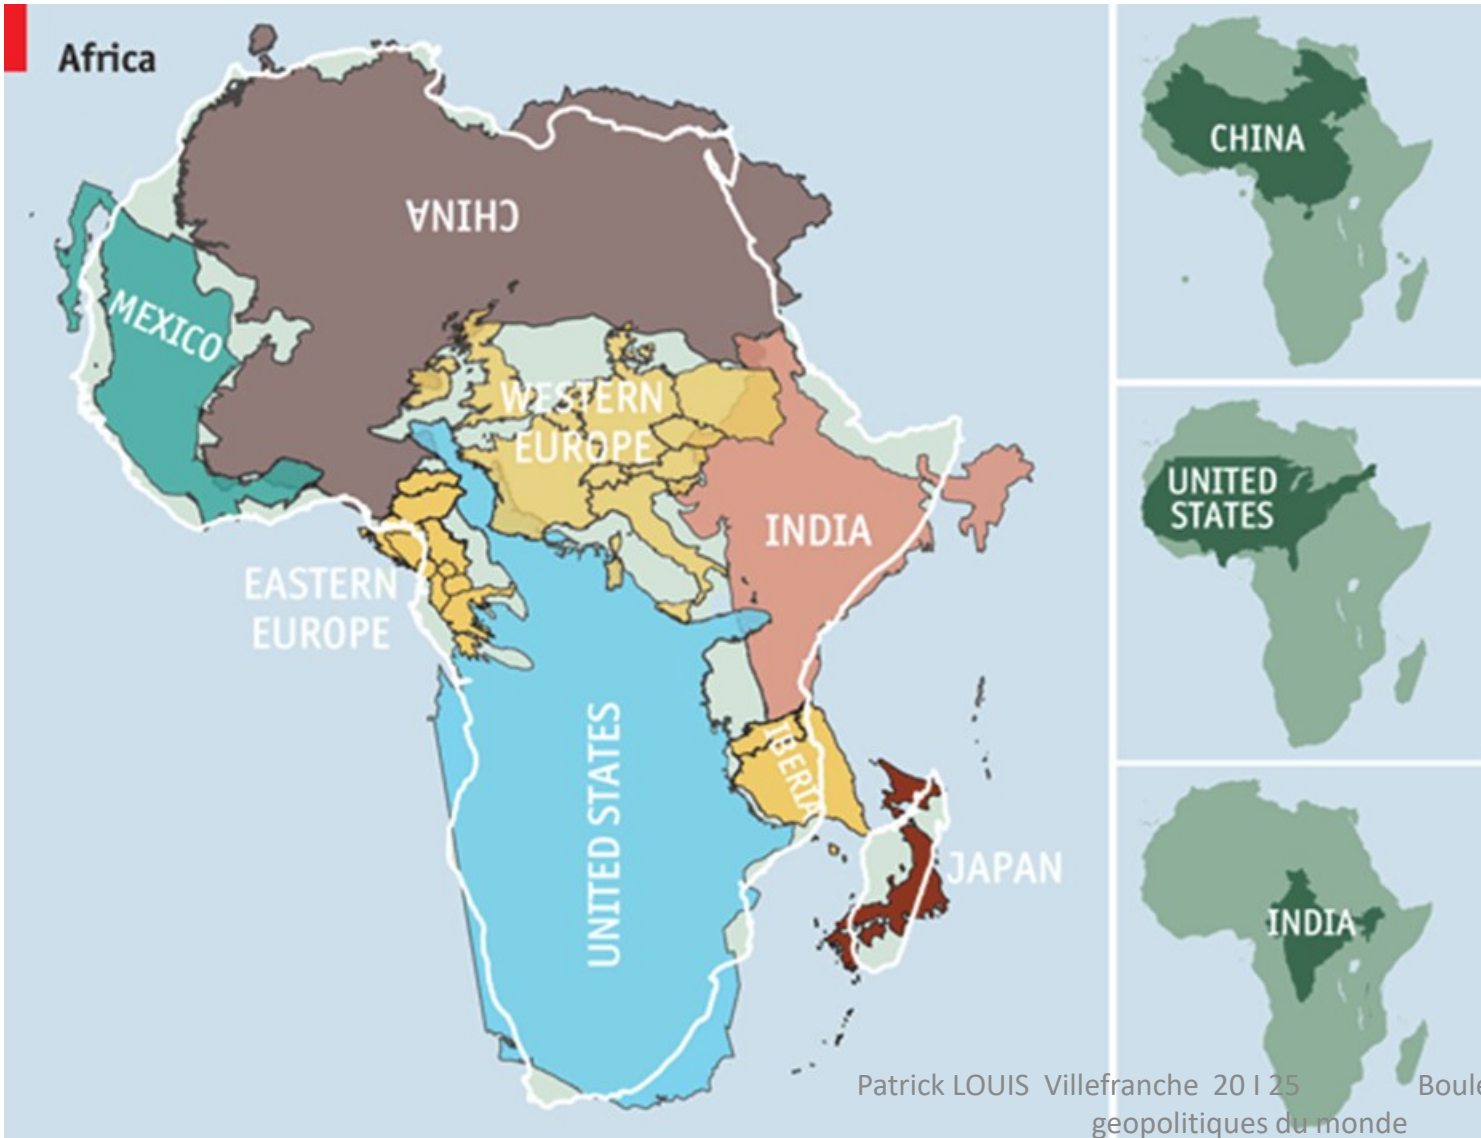 Africa
CHINA
MEXICO
WESTERN
EUROPE
INDIA
EASTERN
EUROPE
UNITED STATES
IBERIA
JAPAN
CHINA
UNITED
STATES
INDIA
Patrick LOUIS Villefranche 20 I 25 Boule
geopolitiques du monde